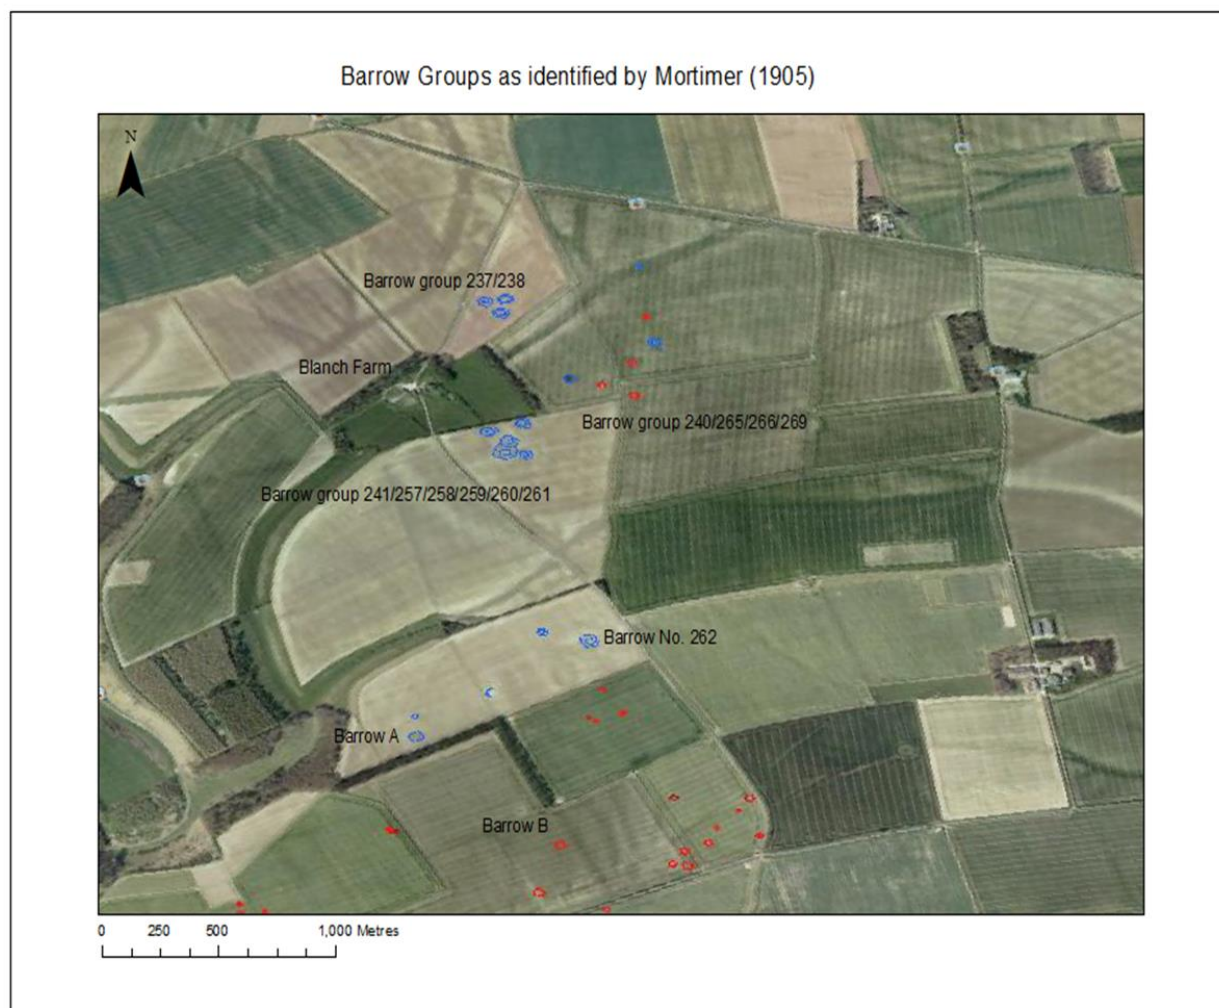 Barrow Groups as identified by Mortimer (1905)
N
Barrow group 237/238
Blanch Farm
Barrow group 240/265/266/269
Barrow group 241/257/258/259/260/261
Barrow No. 262
Barrow A
Barrow B
0 250 500 1,000 Metres